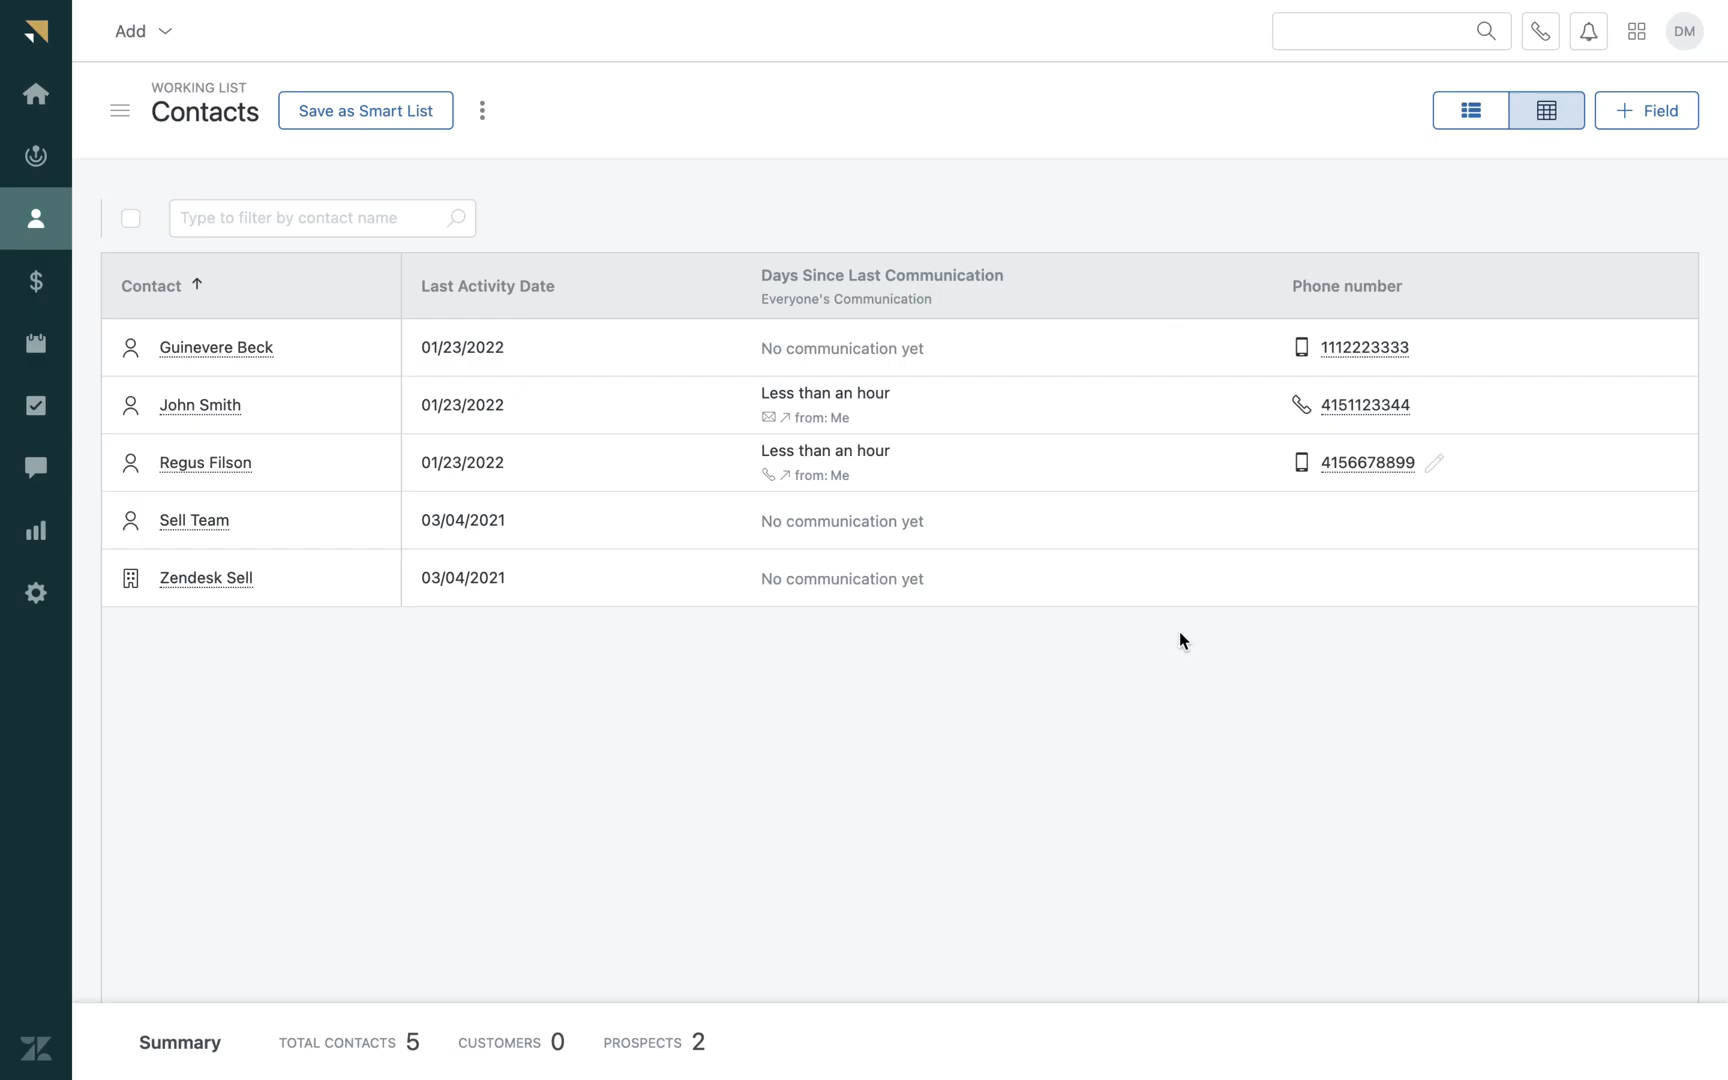 Add
DM
WORKING LIST
Contacts
Save as Smart List
Field
Type to filter by contact name
Contact
Last Activity Date
Days Since Last Communication
Everyone's Communication
Phone number
Guinevere Beck
01/23/2022
No communication yet
1112223333
John Smith
01/23/2022
Less than an hour
from: Me
4151123344
Regus Filson
01/23/2022
Less than an hour
from: Me
4156678899
Sell Team
03/04/2021
No communication yet
Zendesk Sell
03/04/2021
No communication yet
Summary
TOTAL CONTACTS 5
CUSTOMERS 0
PROSPECTS 2